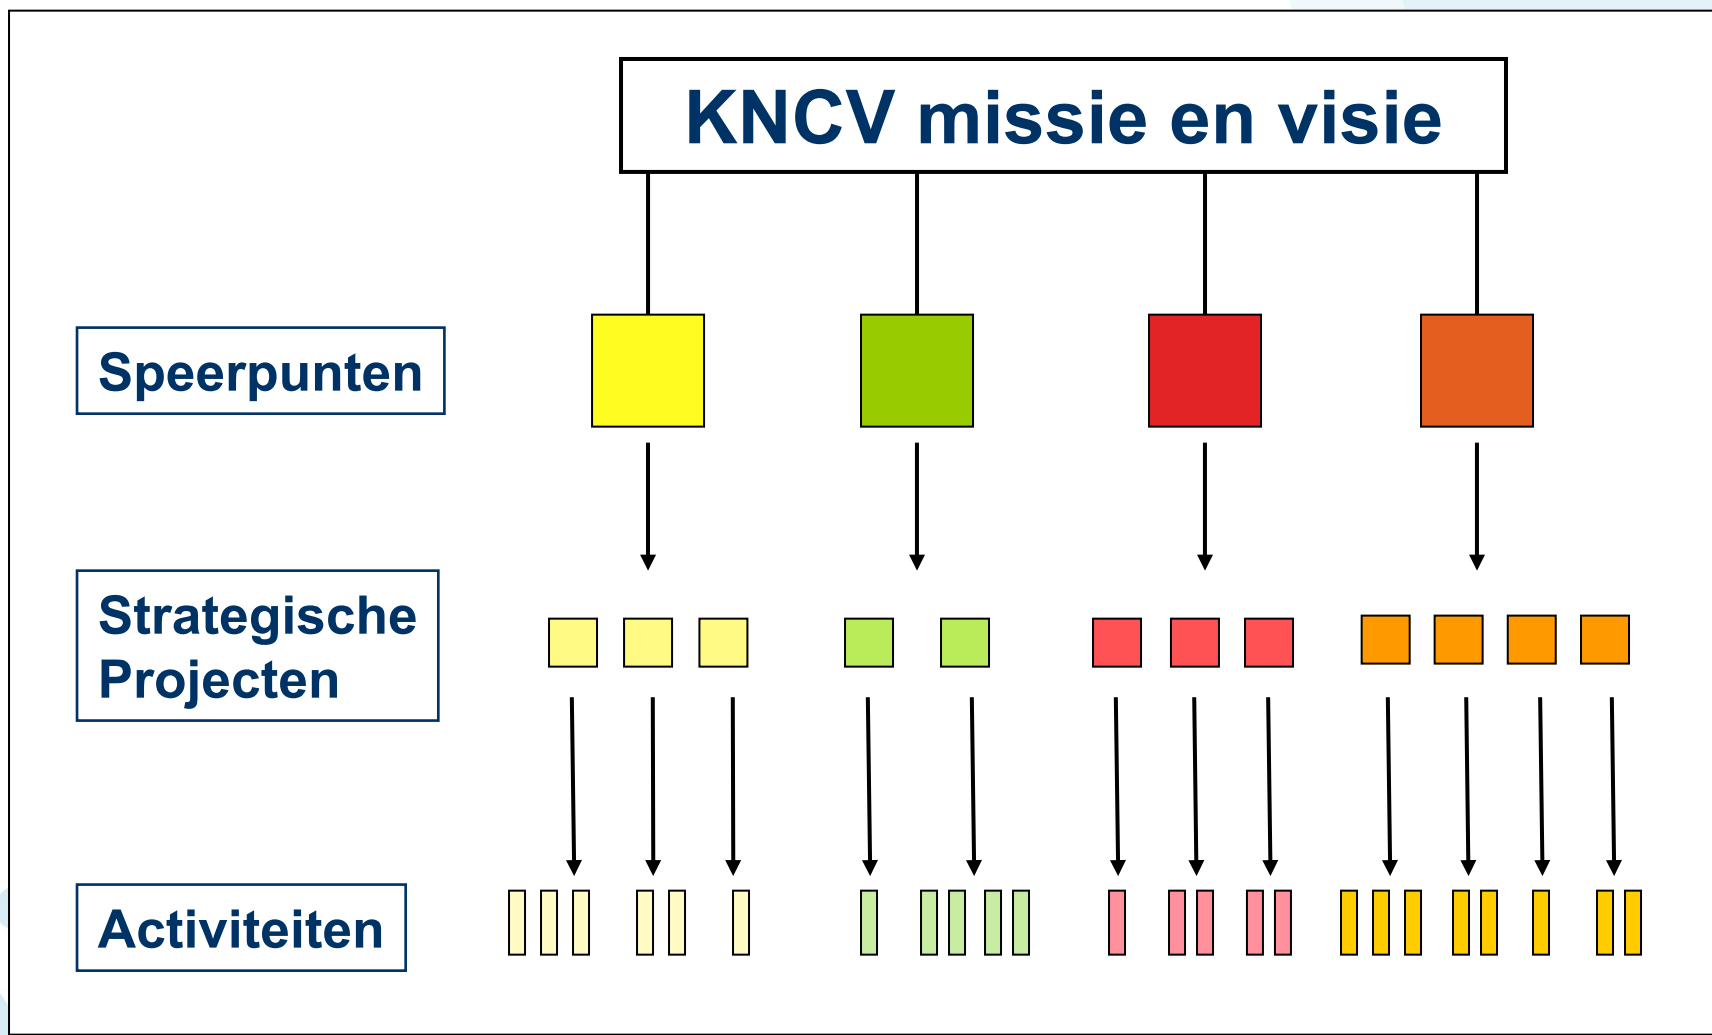 KNCV missie en visie
Speerpunten
Strategische
Projecten
Activiteiten